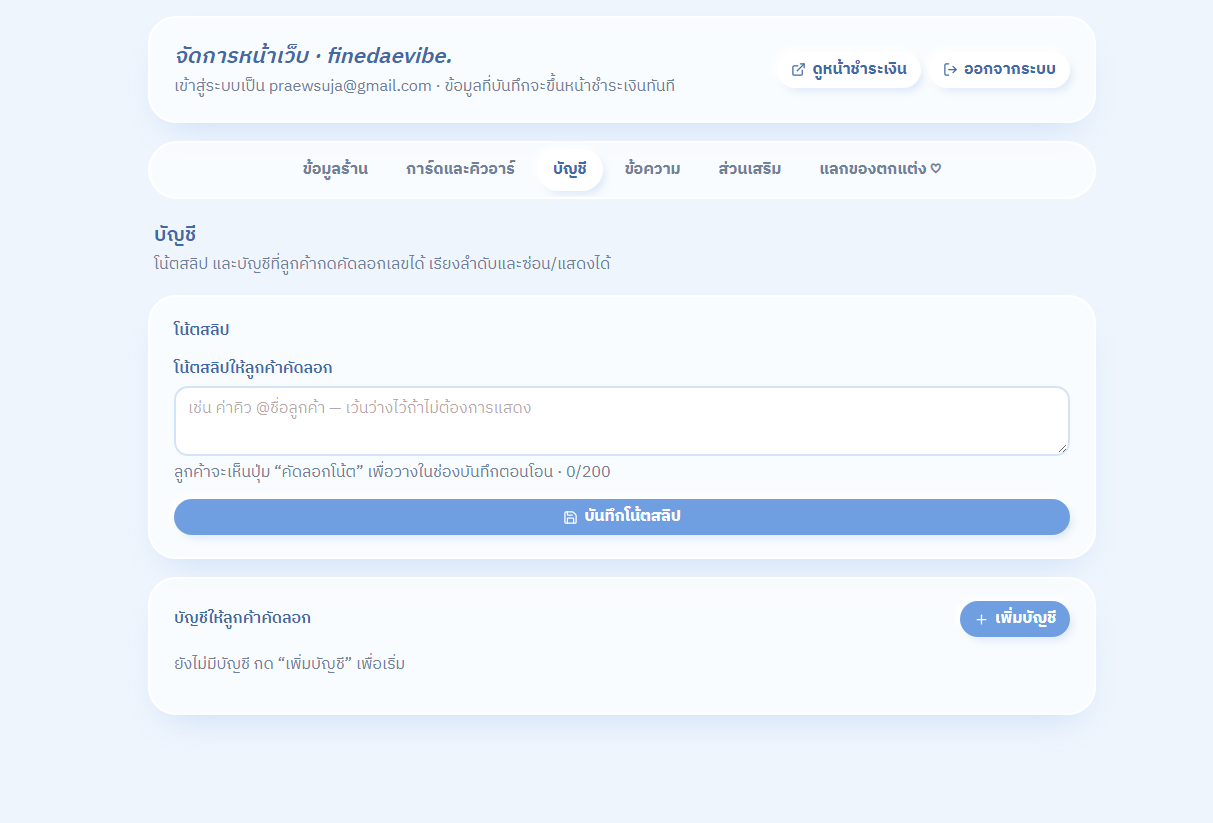 จัดการหน้าเว็บ · finedaevibe.
เข้าสู่ระบบเป็น praewsuja@gmail.com · ข้อมูลที่บันทึกจะขึ้นหน้าชำระเงินทันที
ดูหน้าชำระเงิน
ออกจากระบบ
ข้อมูลร้าน
การ์ดและคิวอาร์
บัญชี
ข้อความ
ส่วนเสริม
แลกของตกแต่ง ♡
บัญชี
โน้ตสลิป และบัญชีที่ลูกค้ากดคัดลอกเลขได้ เรียงลำดับและซ่อน/แสดงได้
โน้ตสลิป
โน้ตสลิปให้ลูกค้าคัดลอก
เช่น ค่าคิว @ชื่อลูกค้า — เว้นว่างไว้ถ้าไม่ต้องการแสดง
ลูกค้าจะเห็นปุ่ม “คัดลอกโน้ต” เพื่อวางในช่องบันทึกตอนโอน · 0/200
บันทึกโน้ตสลิป
บัญชีให้ลูกค้าคัดลอก
+ เพิ่มบัญชี
ยังไม่มีบัญชี กด “เพิ่มบัญชี” เพื่อเริ่ม